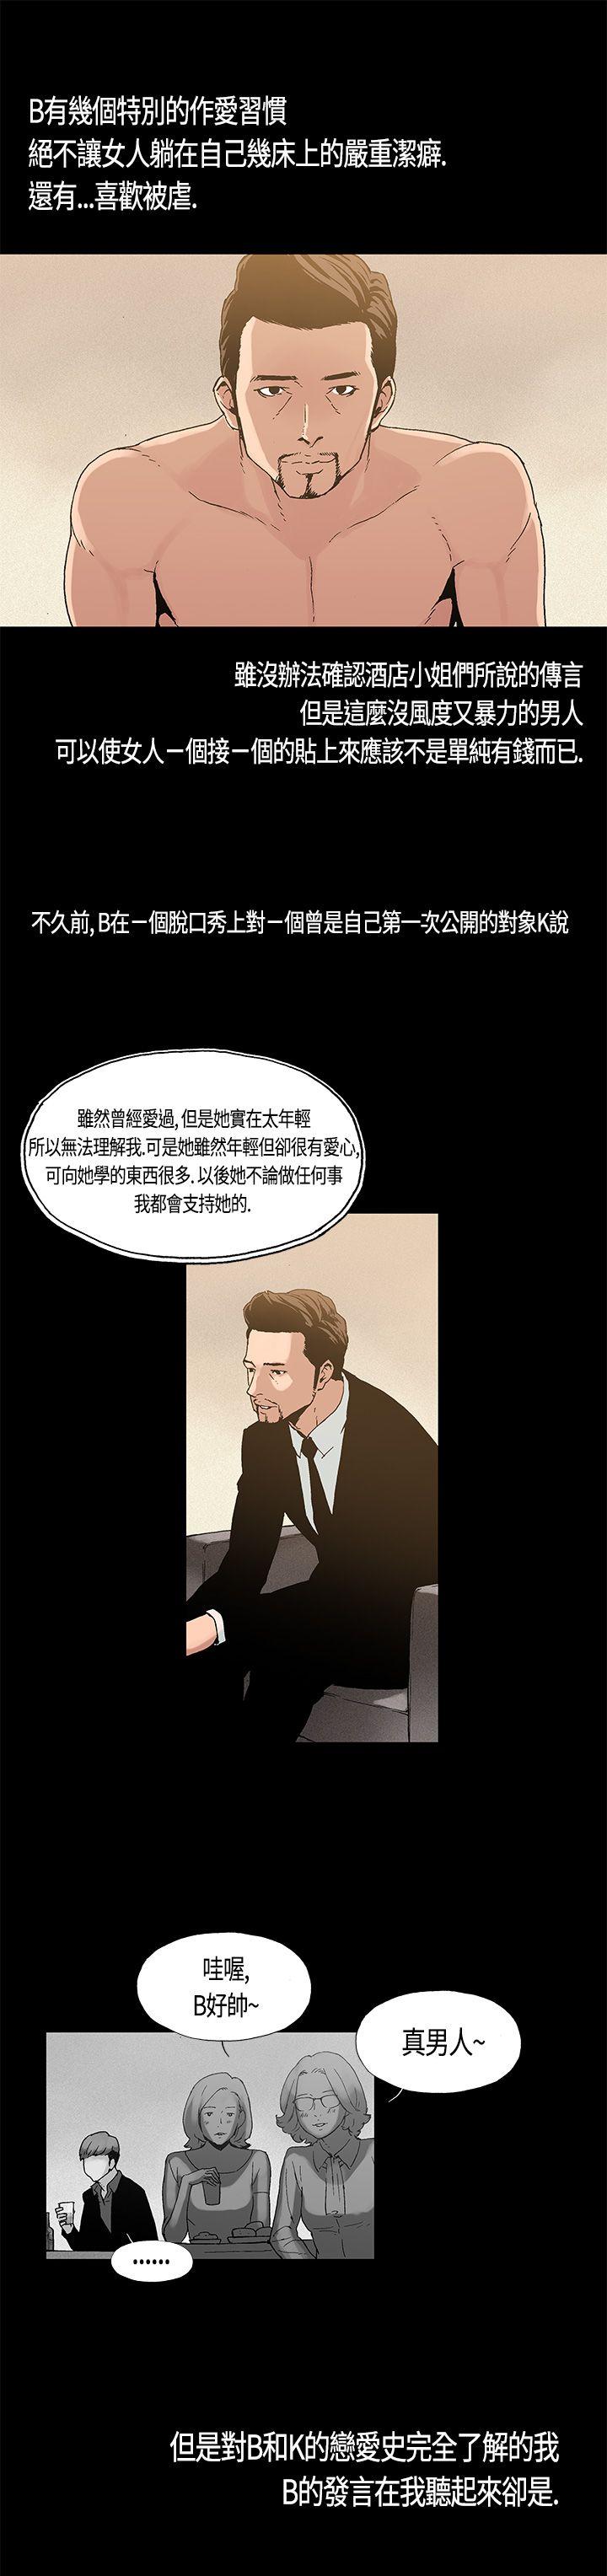 B有幾個特別的作愛習慣
絕不讓女人躺在自己幾床上的嚴重潔癖.
還有...喜歡被虐.
雖沒辦法確認酒店小姐們所說的傳言
但是這麼沒風度又暴力的男人
可以使女人一個接一個的貼上來應該不是單純有錢而已.
不久前, B在一個脫口秀上對一個曾是自己第一次公開的對象K說
雖然曾經愛過, 但是她實在太年輕
所以無法理解我.可是她雖然年輕但卻很有愛心,
可向她學的東西很多. 以後她不論做任何事
我都會支持她的.
哇喔,
B好帥~
真男人~
......
但是對B和K的戀愛史完全了解的我
B的發言在我聽起來卻是.